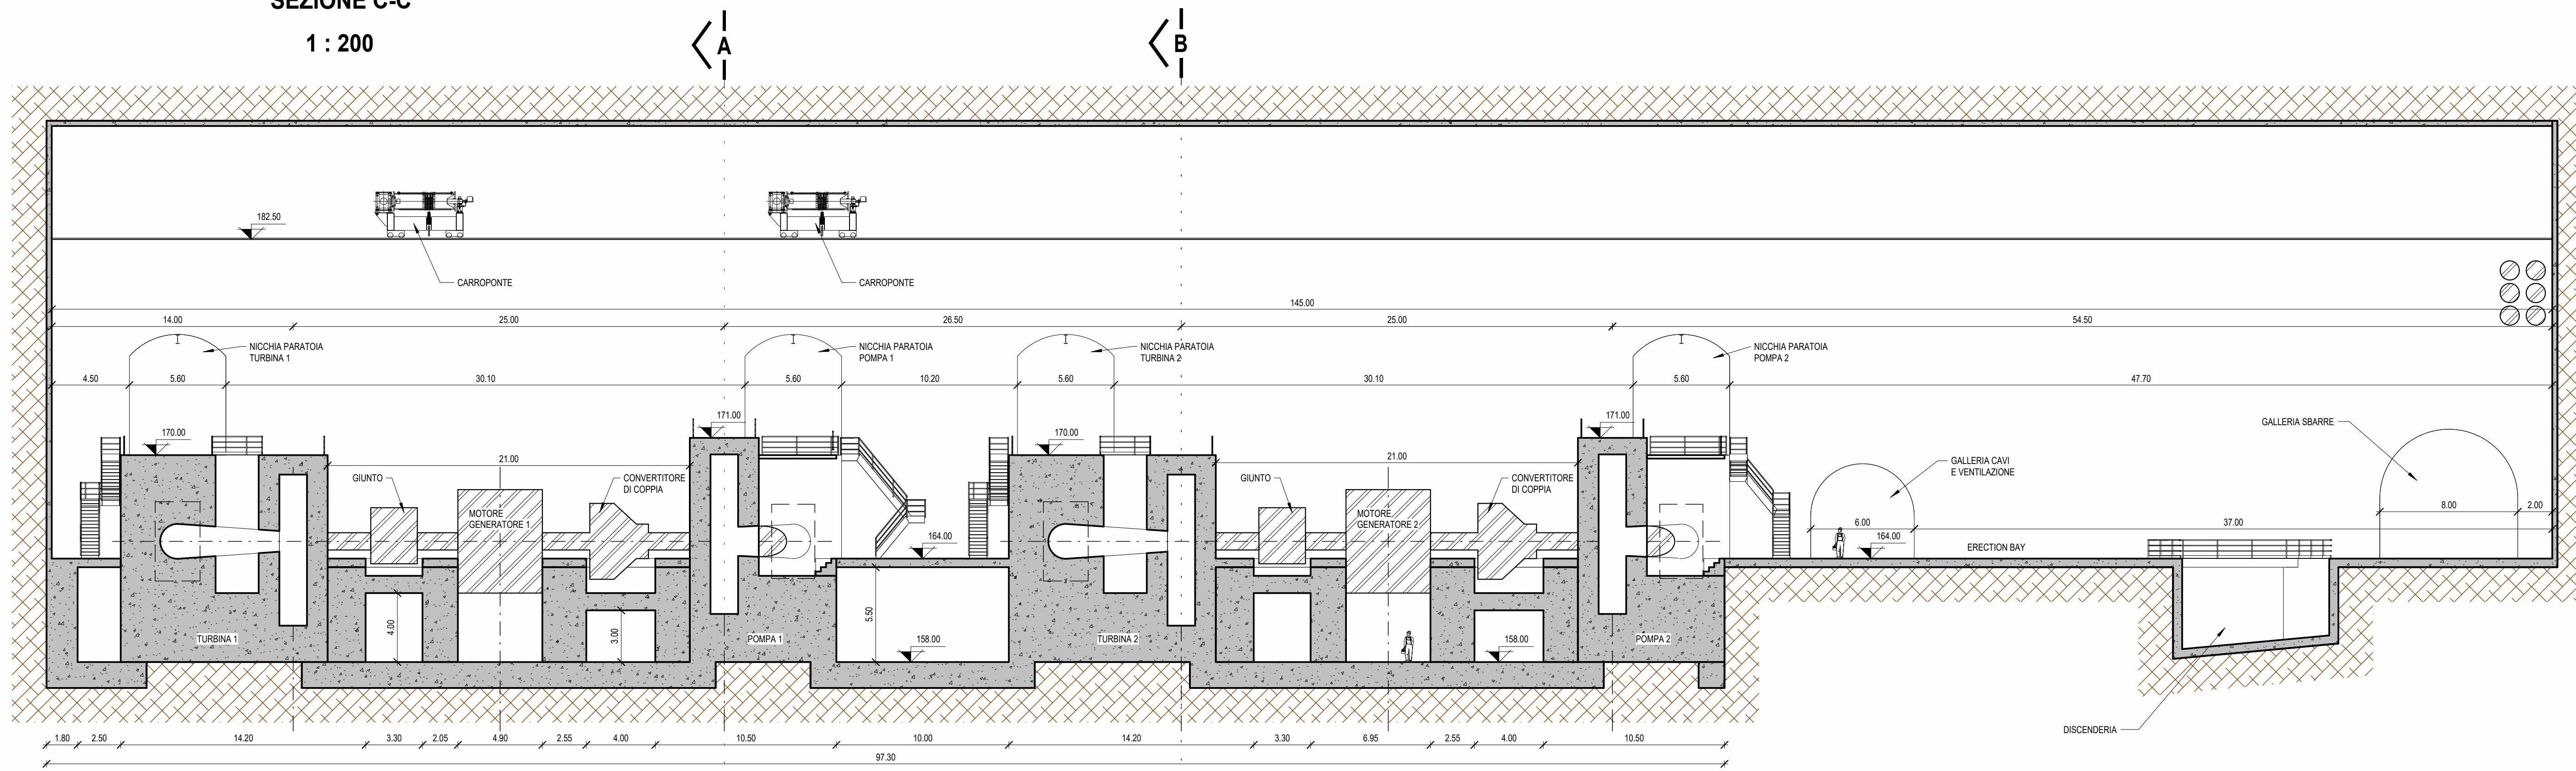 SEZIONE C-C
1 : 200
A
B
182.50
CARROPONTE
CARROPONTE
145.00
14.00
25.00
26.50
25.00
54.50
NICCHIA PARATOIA
TURBINA 1
NICCHIA PARATOIA
POMPA 1
NICCHIA PARATOIA
TURBINA 2
NICCHIA PARATOIA
POMPA 2
4.50
5.60
30.10
5.60
10.20
5.60
30.10
5.60
47.70
170.00
171.00
170.00
171.00
GALLERIA SBARRE
21.00
21.00
GIUNTO
CONVERTITORE
DI COPPIA
GIUNTO
CONVERTITORE
DI COPPIA
GALLERIA CAVI
E VENTILAZIONE
MOTORE
GENERATORE 1
MOTORE
GENERATORE 2
8.00
2.00
6.00
37.00
164.00
164.00
ERECTION BAY
4.00
3.00
5.50
TURBINA 1
POMPA 1
158.00
TURBINA 2
158.00
POMPA 2
DISCENDERIA
1.80
2.50
14.20
3.30
2.05
4.90
2.55
4.00
10.50
10.00
14.20
3.30
6.95
2.55
4.00
10.50
97.30